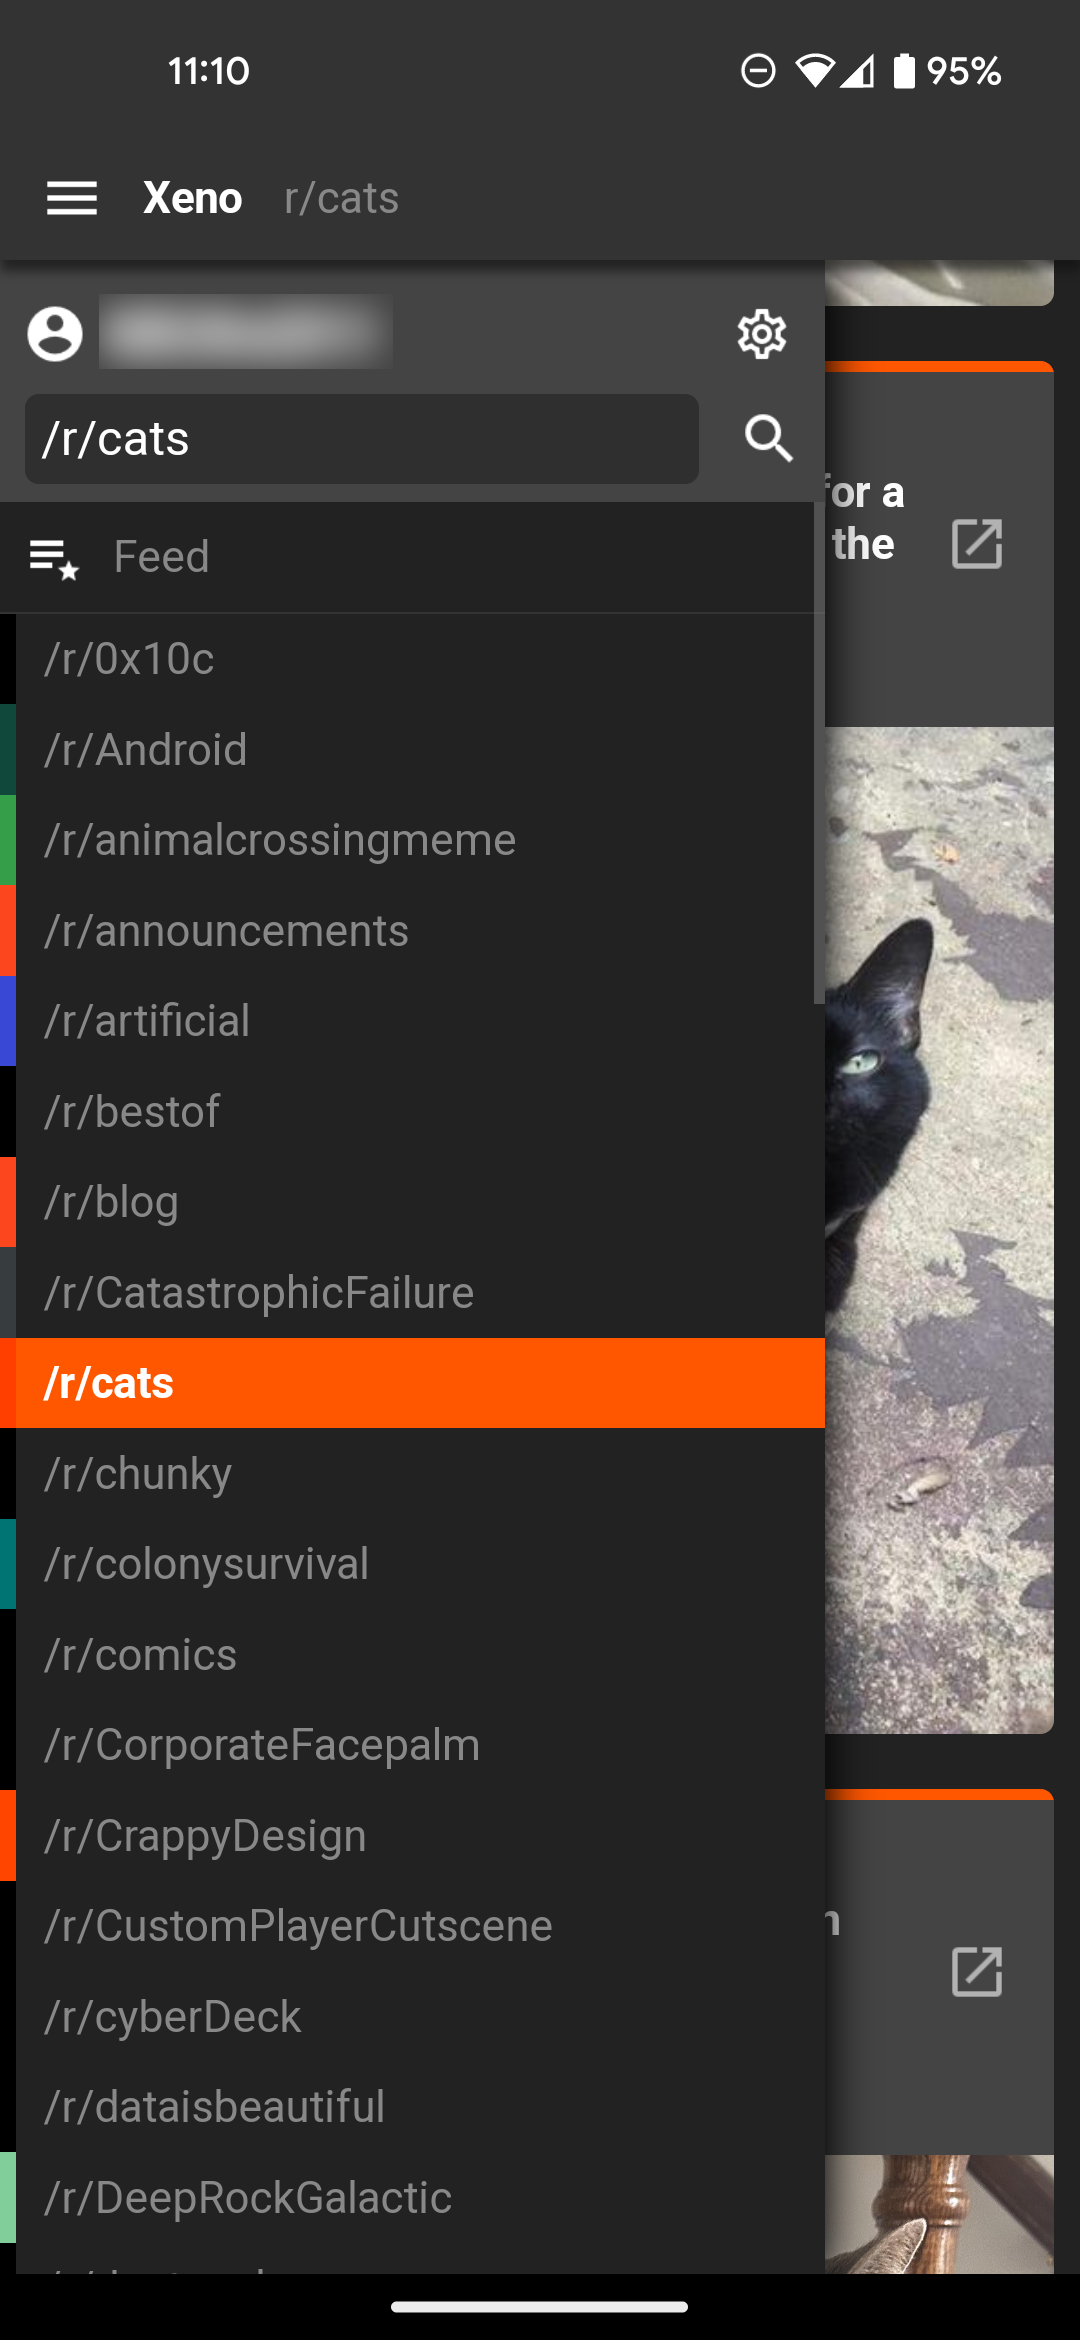 11:10 95%
Xeno r/cats
/r/cats
for a
Feed
the
/r/0x10c
/r/Android
/r/animalcrossingmeme
/r/announcements
/r/artificial
/r/bestof
/r/blog
/r/CatastrophicFailure
/r/cats
/r/chunky
/r/colonysurvival
/r/comics
/r/CorporateFacepalm
/r/CrappyDesign
/r/CustomPlayerCutscene
/r/cyberDeck
/r/dataisbeautiful
/r/DeepRockGalactic